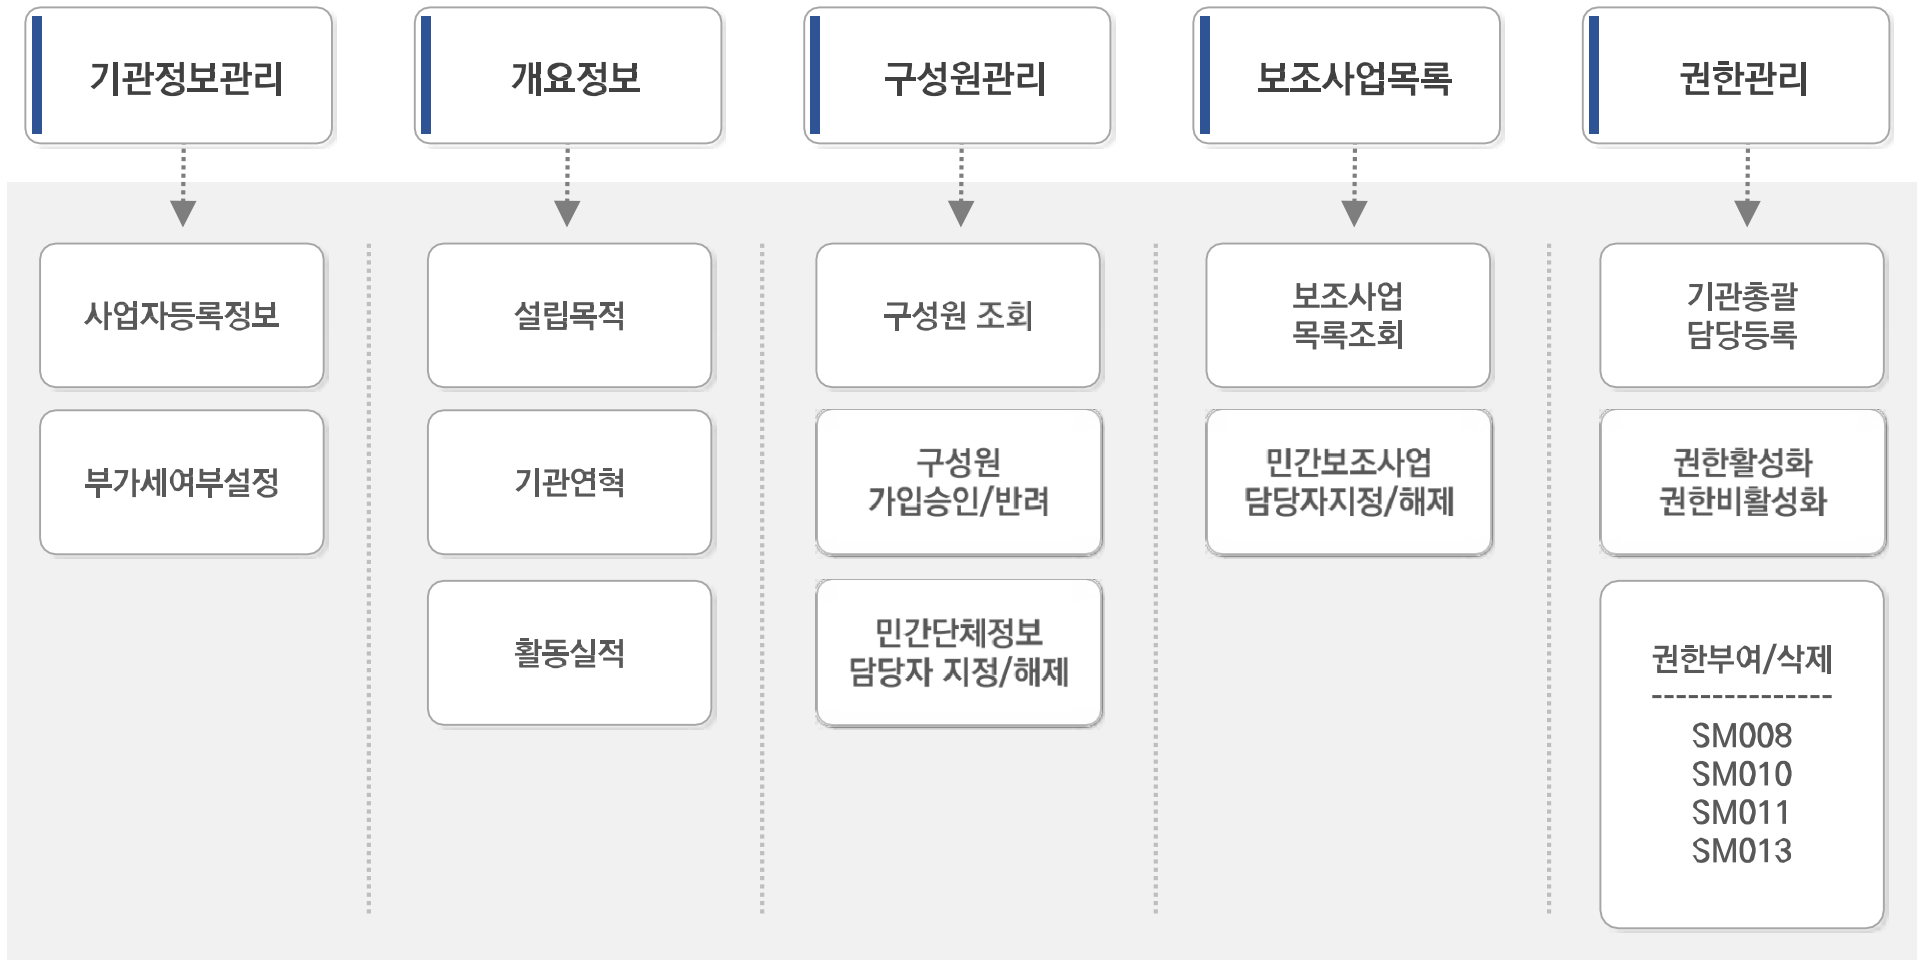 기관정보관리
개요정보
구성원관리
보조사업목록
권한관리
사업자등록정보
부가세여부설정
설립목적
기관연혁
활동실적
구성원 조회
구성원
가입승인/반려
민간단체정보
담당자 지정/해제
보조사업
목록조회
민간보조사업
담당자지정/해제
기관총괄
담당등록
권한활성화
권한비활성화
권한부여/삭제
---------------
SM008
SM010
SM011
SM013